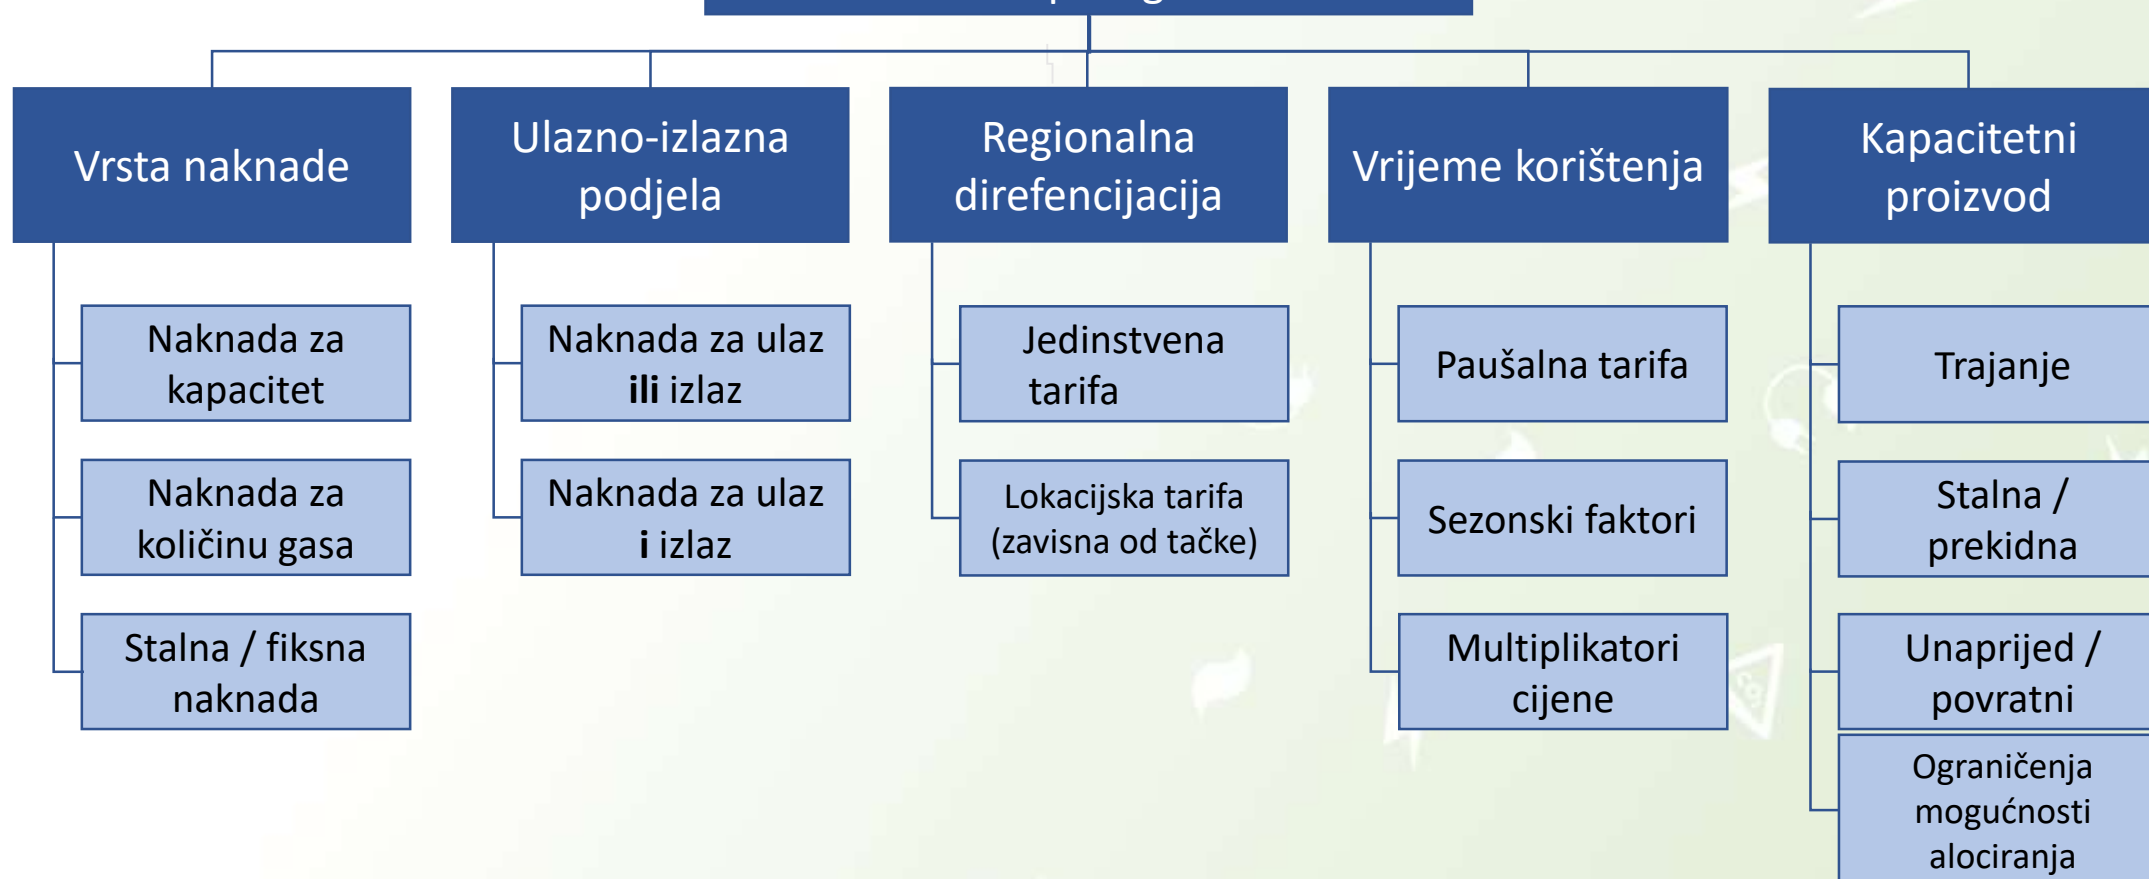 Vrsta naknade
Naknada za
kapacitet
Naknada za
količinu gasa
Stalna / fiksna
naknada
Ulazno-izlazna
podjela
Naknada za ulaz
ili izlaz
Naknada za ulaz
i izlaz
Regionalna
direfencijacija
Jedinstvena
tarifa
Lokacijska tarifa
(zavisna od tačke)
Vrijeme korištenja
Paušalna tarifa
Sezonski faktori
Multiplikatori
cijene
Kapacitetni
proizvod
Trajanje
Stalna /
prekidna
Unaprijed /
povratni
Ograničenja
mogućnosti
alociranja